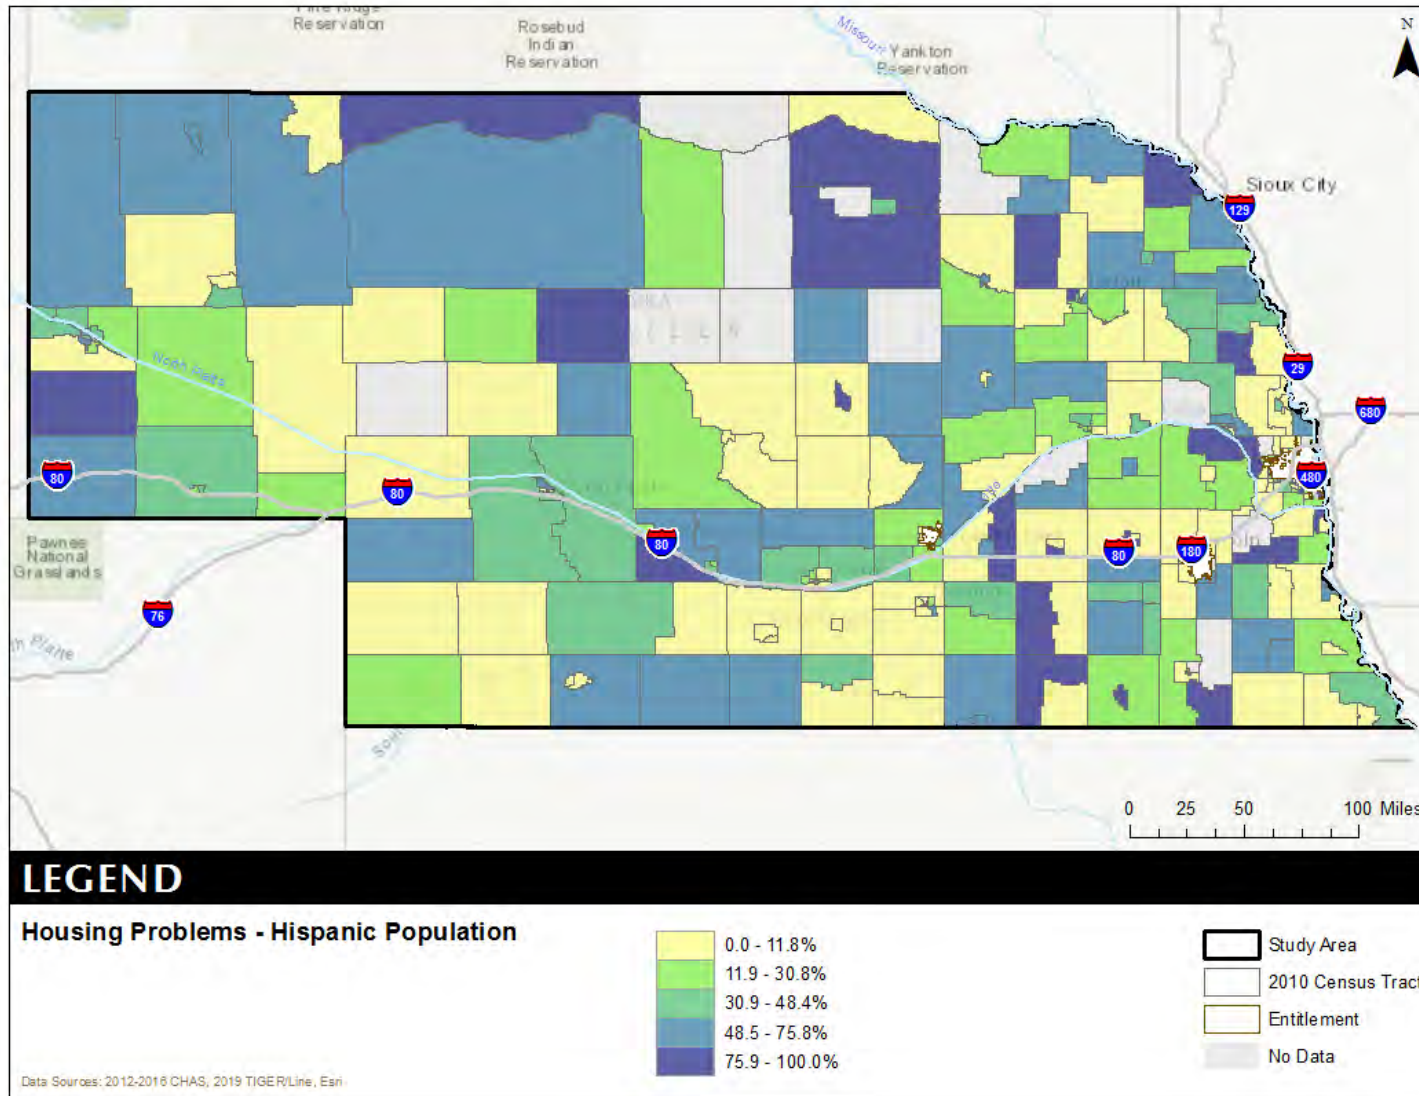 Pine Ridge
Reservation
Rosebud
Indian
Reservation
Missouri
Yankton
Reservation
N
Sioux City
129
North Platte
29
680
80
80
480
80
80
180
Pawnee
National
Grasslands
76
Platte
0 25 50 100 Miles
LEGEND
Housing Problems - Hispanic Population
0.0 - 11.8%
11.9 - 30.8%
30.9 - 48.4%
48.5 - 75.8%
75.9 - 100.0%
Study Area
2010 Census Tract
Entitlement
No Data
Data Sources: 2012-2016 CHAS, 2019 TIGER/Line, Esri